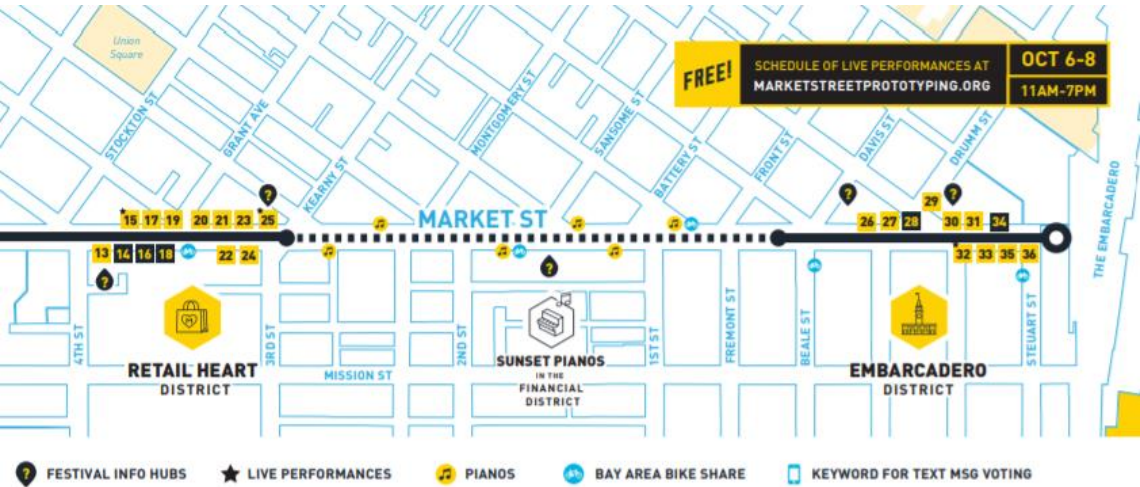 Union
Square
FREE!
SCHEDULE OF LIVE PERFORMANCES AT
MARKETSTREETPROTOTYPING.ORG
OCT 6-8
11AM-7PM
STOCKTON ST
GRANT AVE
KEARNY ST
MONTGOMERY ST
SANSOME ST
BATTERY ST
FRONT ST
DAVIS ST
DRUMM ST
THE EMBARCADERO
?
?
?
15 17 19 20 21 23 25
MARKET ST
29
26 27 28 30 31 34
13 14 16 18 22 24
32 33 35 36
?
?
4TH ST
3RD ST
2ND ST
1ST ST
FREMONT ST
BEALE ST
STEUART ST
M
RETAIL HEART
DISTRICT
MISSION ST
SUNSET PIANOS
IN THE
FINANCIAL
DISTRICT
EMBARCADERO
DISTRICT
? FESTIVAL INFO HUBS
LIVE PERFORMANCES
PIANOS
BAY AREA BIKE SHARE
KEYWORD FOR TEXT MSG VOTING